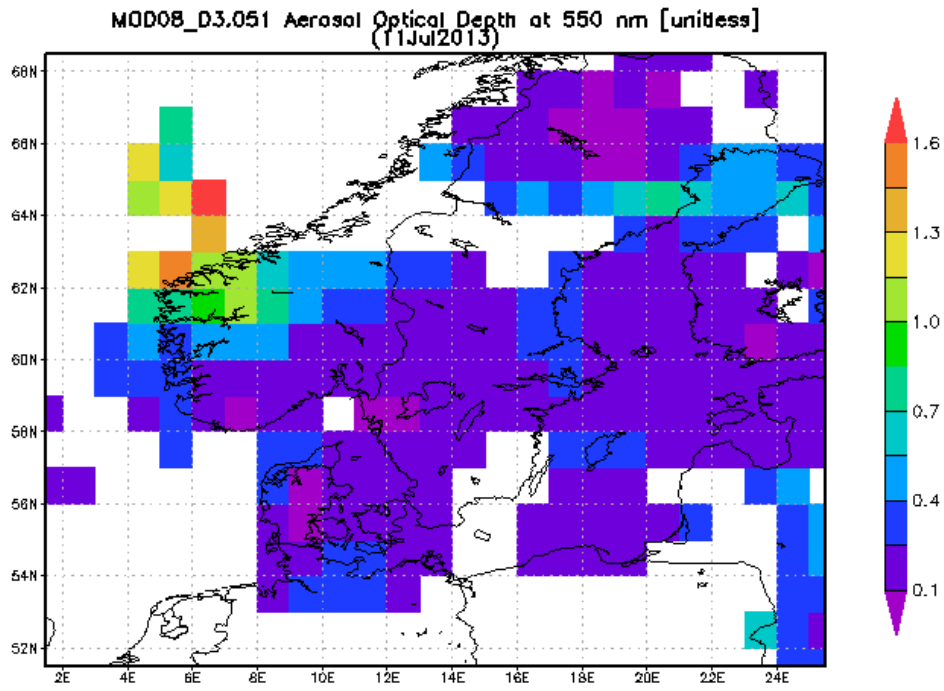 MOD08_D3.051 Aerosol Optical Depth at 550 nm [unitless]
(11Jul2013)
68N
66N
64N
62N
60N
58N
56N
54N
52N
2E 4E 6E 8E 10E 12E 14E 16E 18E 20E 22E 24E
1.6
1.3
1.0
0.7
0.4
0.1